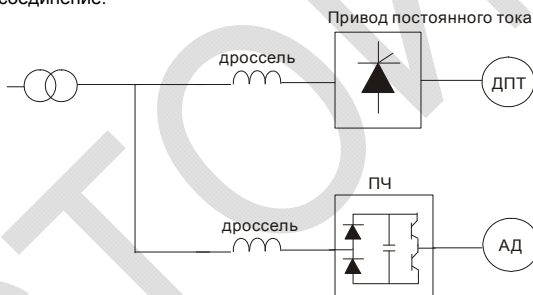 соединение.
Привод постоянного тока
дроссель
ДПТ
ПЧ
дроссель
АД